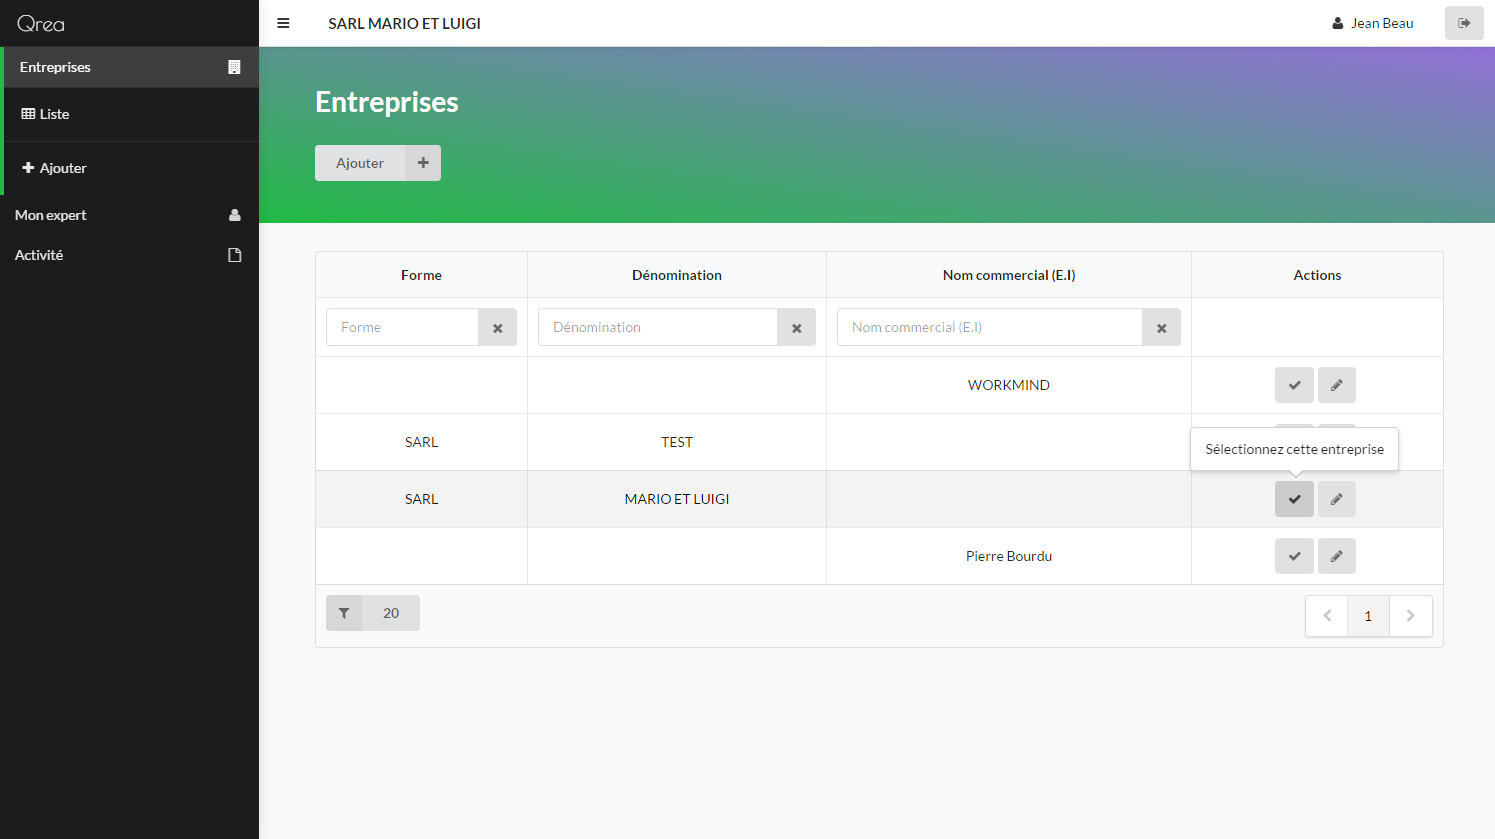 Qrea
SARL MARIO ET LUIGI
Jean Beau
Entreprises
Liste
Ajouter
Mon expert
Activité
Entreprises
Ajouter
Forme Dénomination Nom commercial (E.I) Actions
Forme Dénomination Nom commercial (E.I)
WORKMIND
SARL TEST
Sélectionnez cette entreprise
SARL MARIO ET LUIGI
Pierre Bourdu
20
1